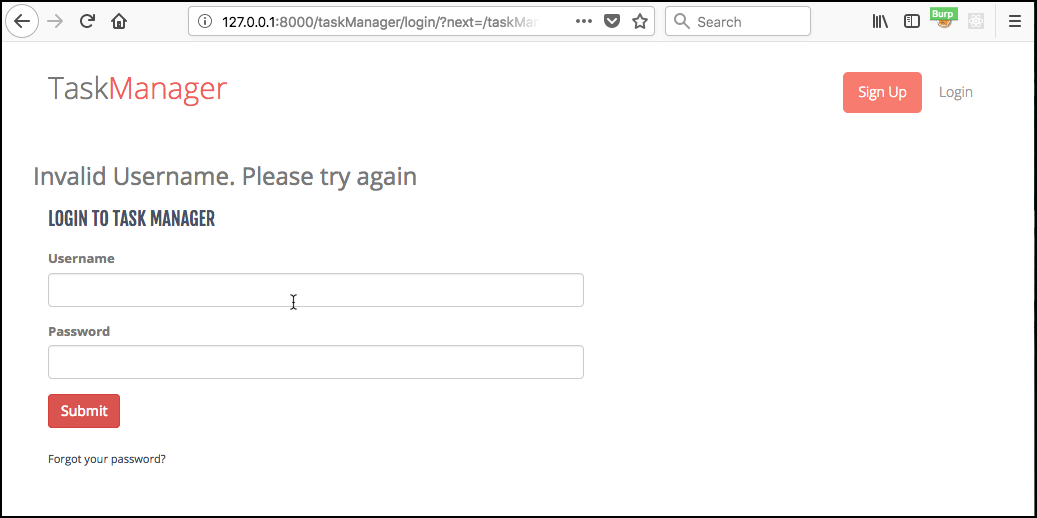 127.0.0.1:8000/taskManager/login/?next=/taskMa
Search
Burp
TaskManager
Sign Up
Login
Invalid Username. Please try again
LOGIN TO TASK MANAGER
Username
Password
Submit
Forgot your password?